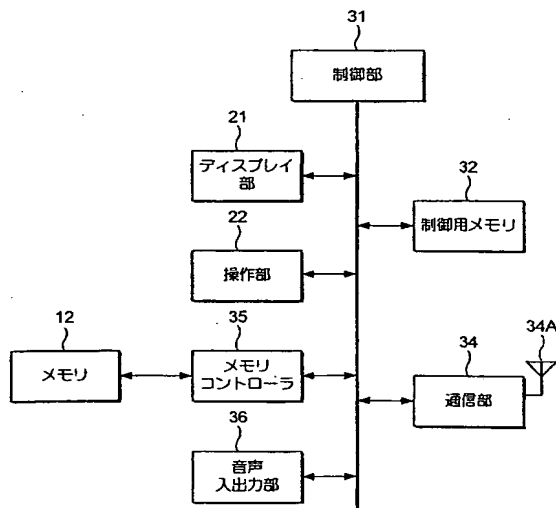 31
制御部
21
ディスプレイ
部
32
制御用メモリ
22
操作部
12
メモリ
35
メモリ
コントローラ
34
34A
通信部
36
音声
入出力部